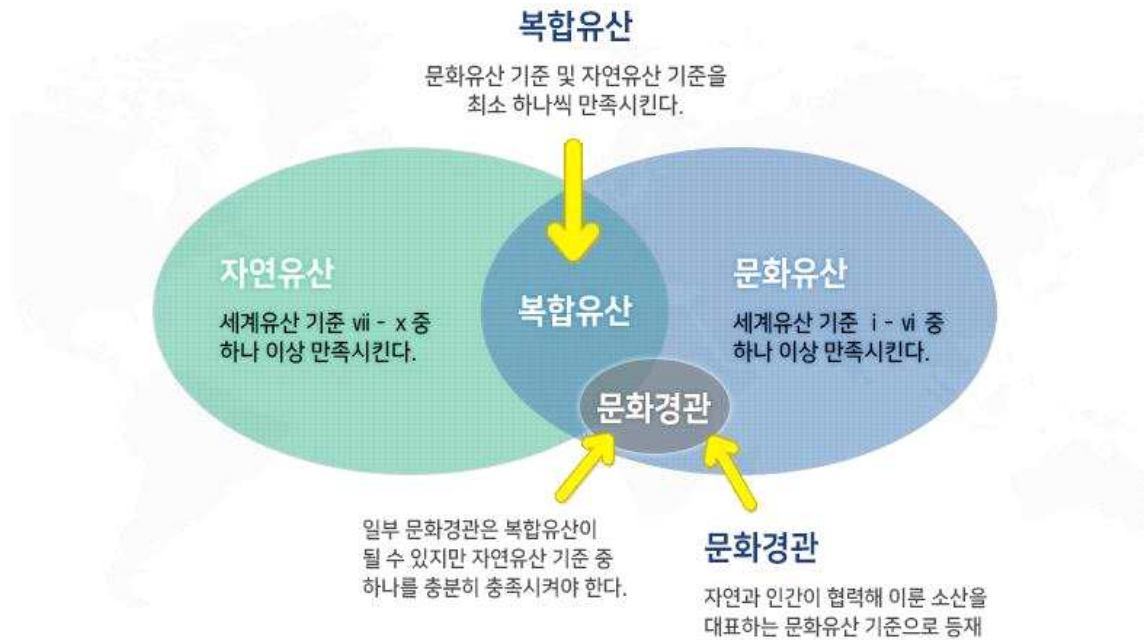 복합유산
문화유산 기준 및 자연유산 기준을
최소 하나씩 만족시킨다.
자연유산
세계유산 기준 ⅶ - ⅹ 중
하나 이상 만족시킨다.
복합유산
문화유산
세계유산 기준 ⅰ - ⅵ 중
하나 이상 만족시킨다.
문화경관
일부 문화경관은 복합유산이
될 수 있지만 자연유산 기준 중
하나를 충분히 충족시켜야 한다.
문화경관
자연과 인간이 협력해 이룬 소산을
대표하는 문화유산 기준으로 등재